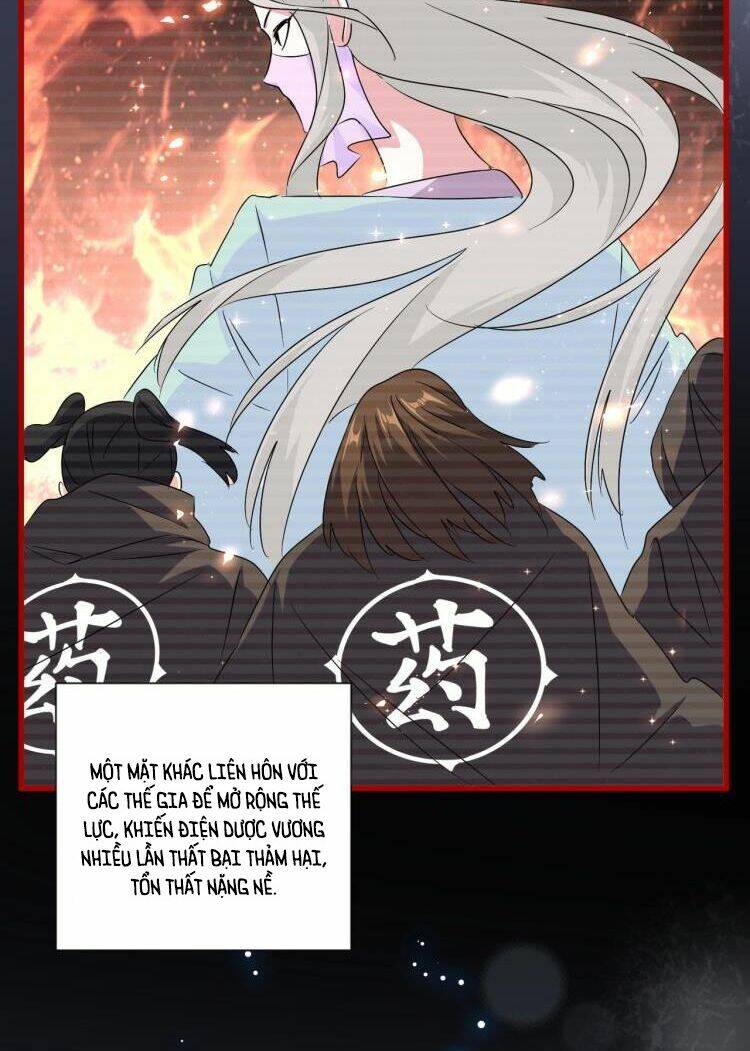 药
药
MỘT MẶT KHÁC LIÊN HÔN VỚI
CÁC THẾ GIA ĐỂ MỞ RỘNG THẾ
LỰC, KHIẾN ĐIỆN DƯỢC VƯƠNG
NHIỀU LẦN THẤT BẠI THẢM HẠI,
TỔN THẤT NẶNG NỀ.